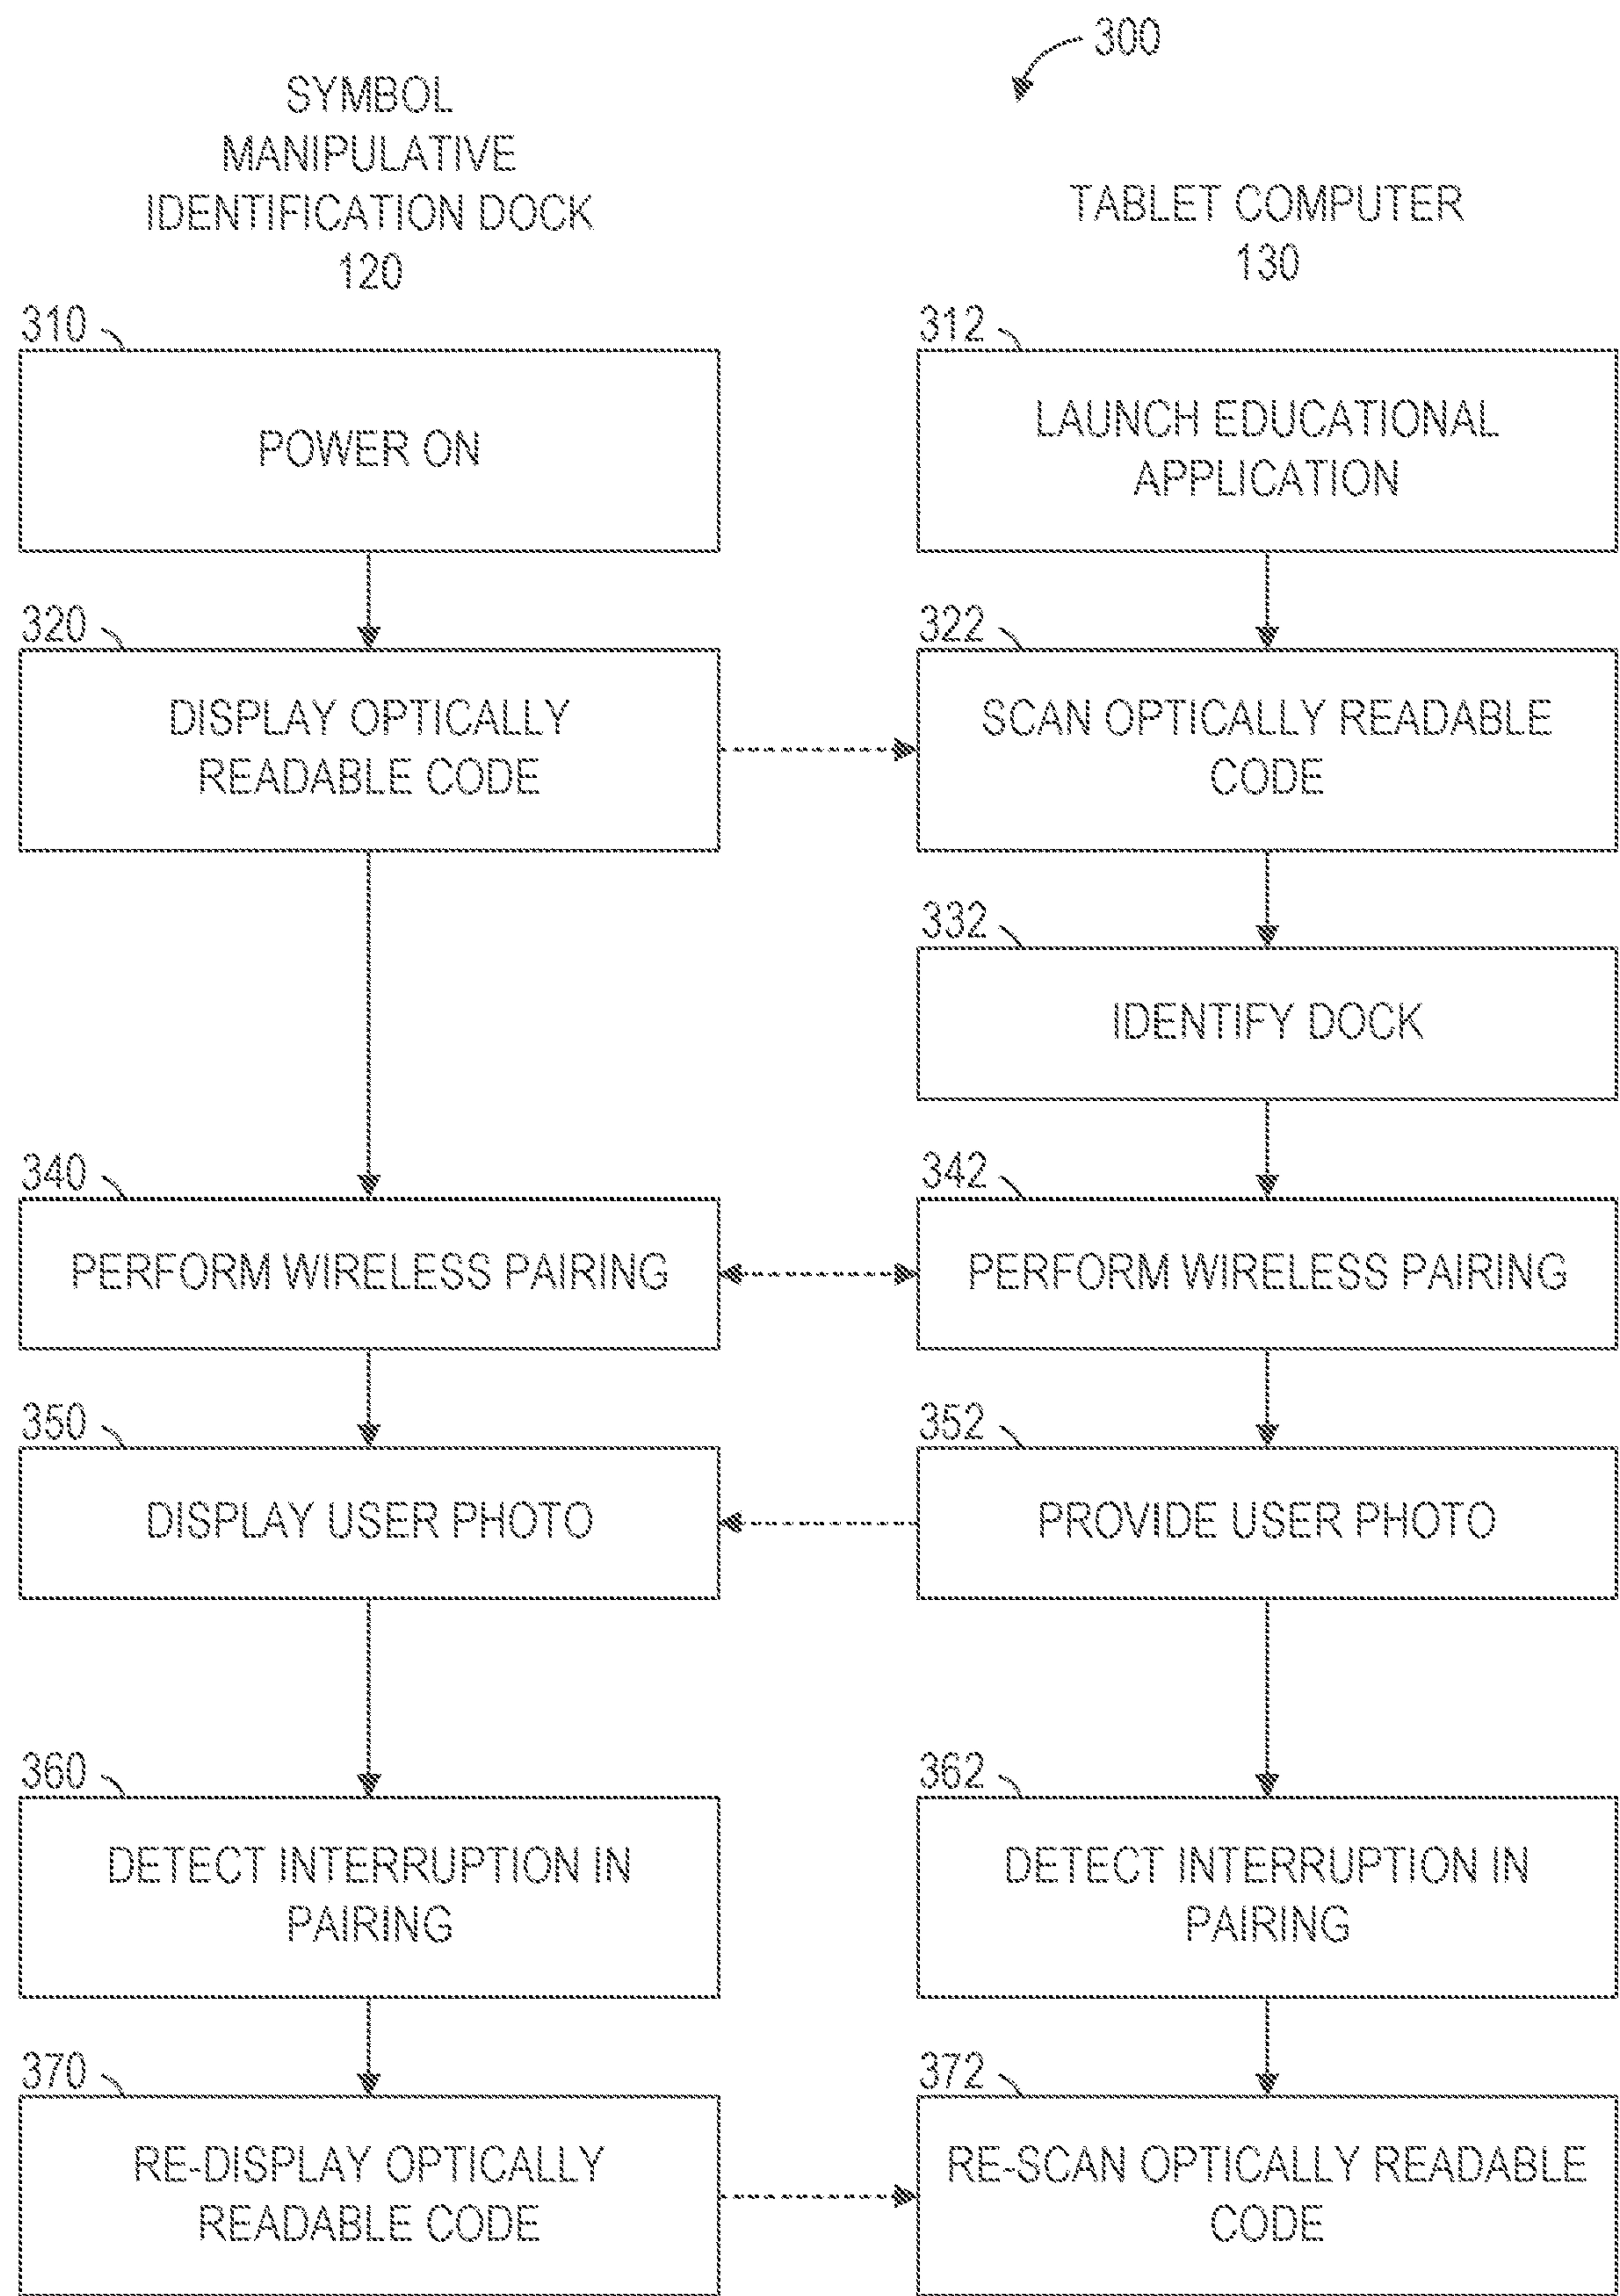 300
SYMBOL
MANIPULATIVE
IDENTIFICATION DOCK
120
TABLET COMPUTER
130
310
POWER ON
312
LAUNCH EDUCATIONAL
APPLICATION
320
DISPLAY OPTICALLY
READABLE CODE
322
SCAN OPTICALLY READABLE
CODE
332
IDENTIFY DOCK
340
PERFORM WIRELESS PAIRING
342
PERFORM WIRELESS PAIRING
350
DISPLAY USER PHOTO
352
PROVIDE USER PHOTO
360
DETECT INTERRUPTION IN
PAIRING
362
DETECT INTERRUPTION IN
PAIRING
370
RE-DISPLAY OPTICALLY
READABLE CODE
372
RE-SCAN OPTICALLY READABLE
CODE